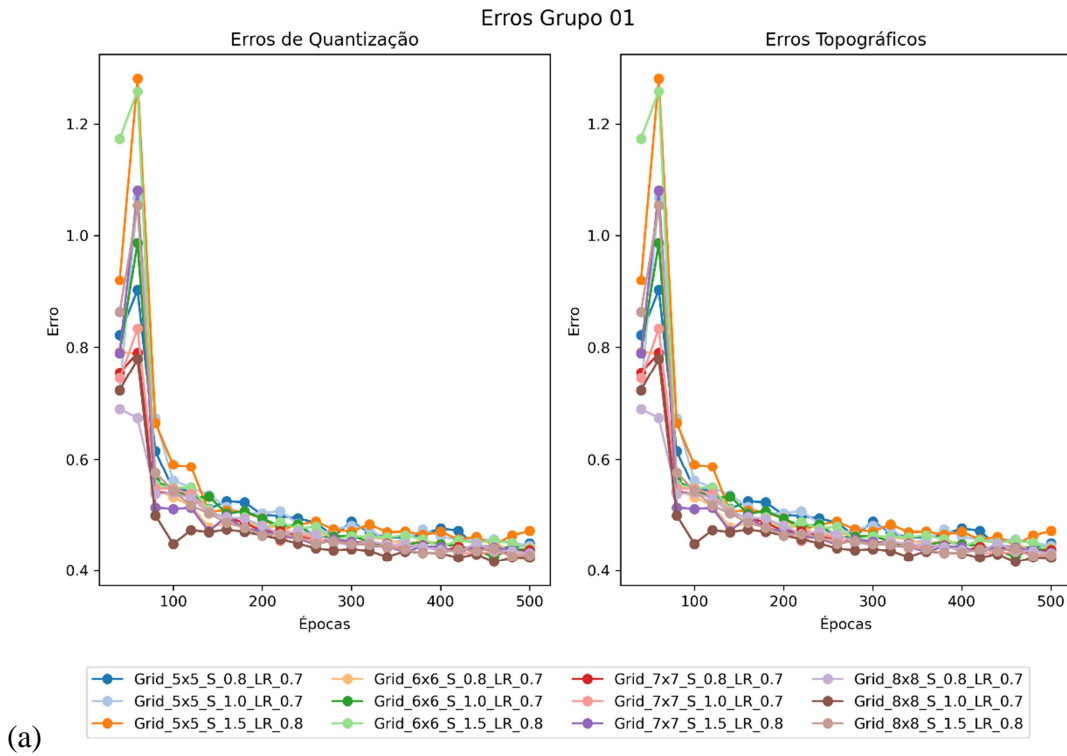 Erros Grupo 01
Erros de Quantização
Erros Topográficos
Erro
1.2
1.0
0.8
0.6
0.4
100 200 300 400 500
Épocas
Erro
1.2
1.0
0.8
0.6
0.4
100 200 300 400 500
Épocas
Grid_5x5_S_0.8_LR_0.7 Grid_6x6_S_0.8_LR_0.7 Grid_7x7_S_0.8_LR_0.7 Grid_8x8_S_0.8_LR_0.7
Grid_5x5_S_1.0_LR_0.7 Grid_6x6_S_1.0_LR_0.7 Grid_7x7_S_1.0_LR_0.7 Grid_8x8_S_1.0_LR_0.7
Grid_5x5_S_1.5_LR_0.8 Grid_6x6_S_1.5_LR_0.8 Grid_7x7_S_1.5_LR_0.8 Grid_8x8_S_1.5_LR_0.8
(a)